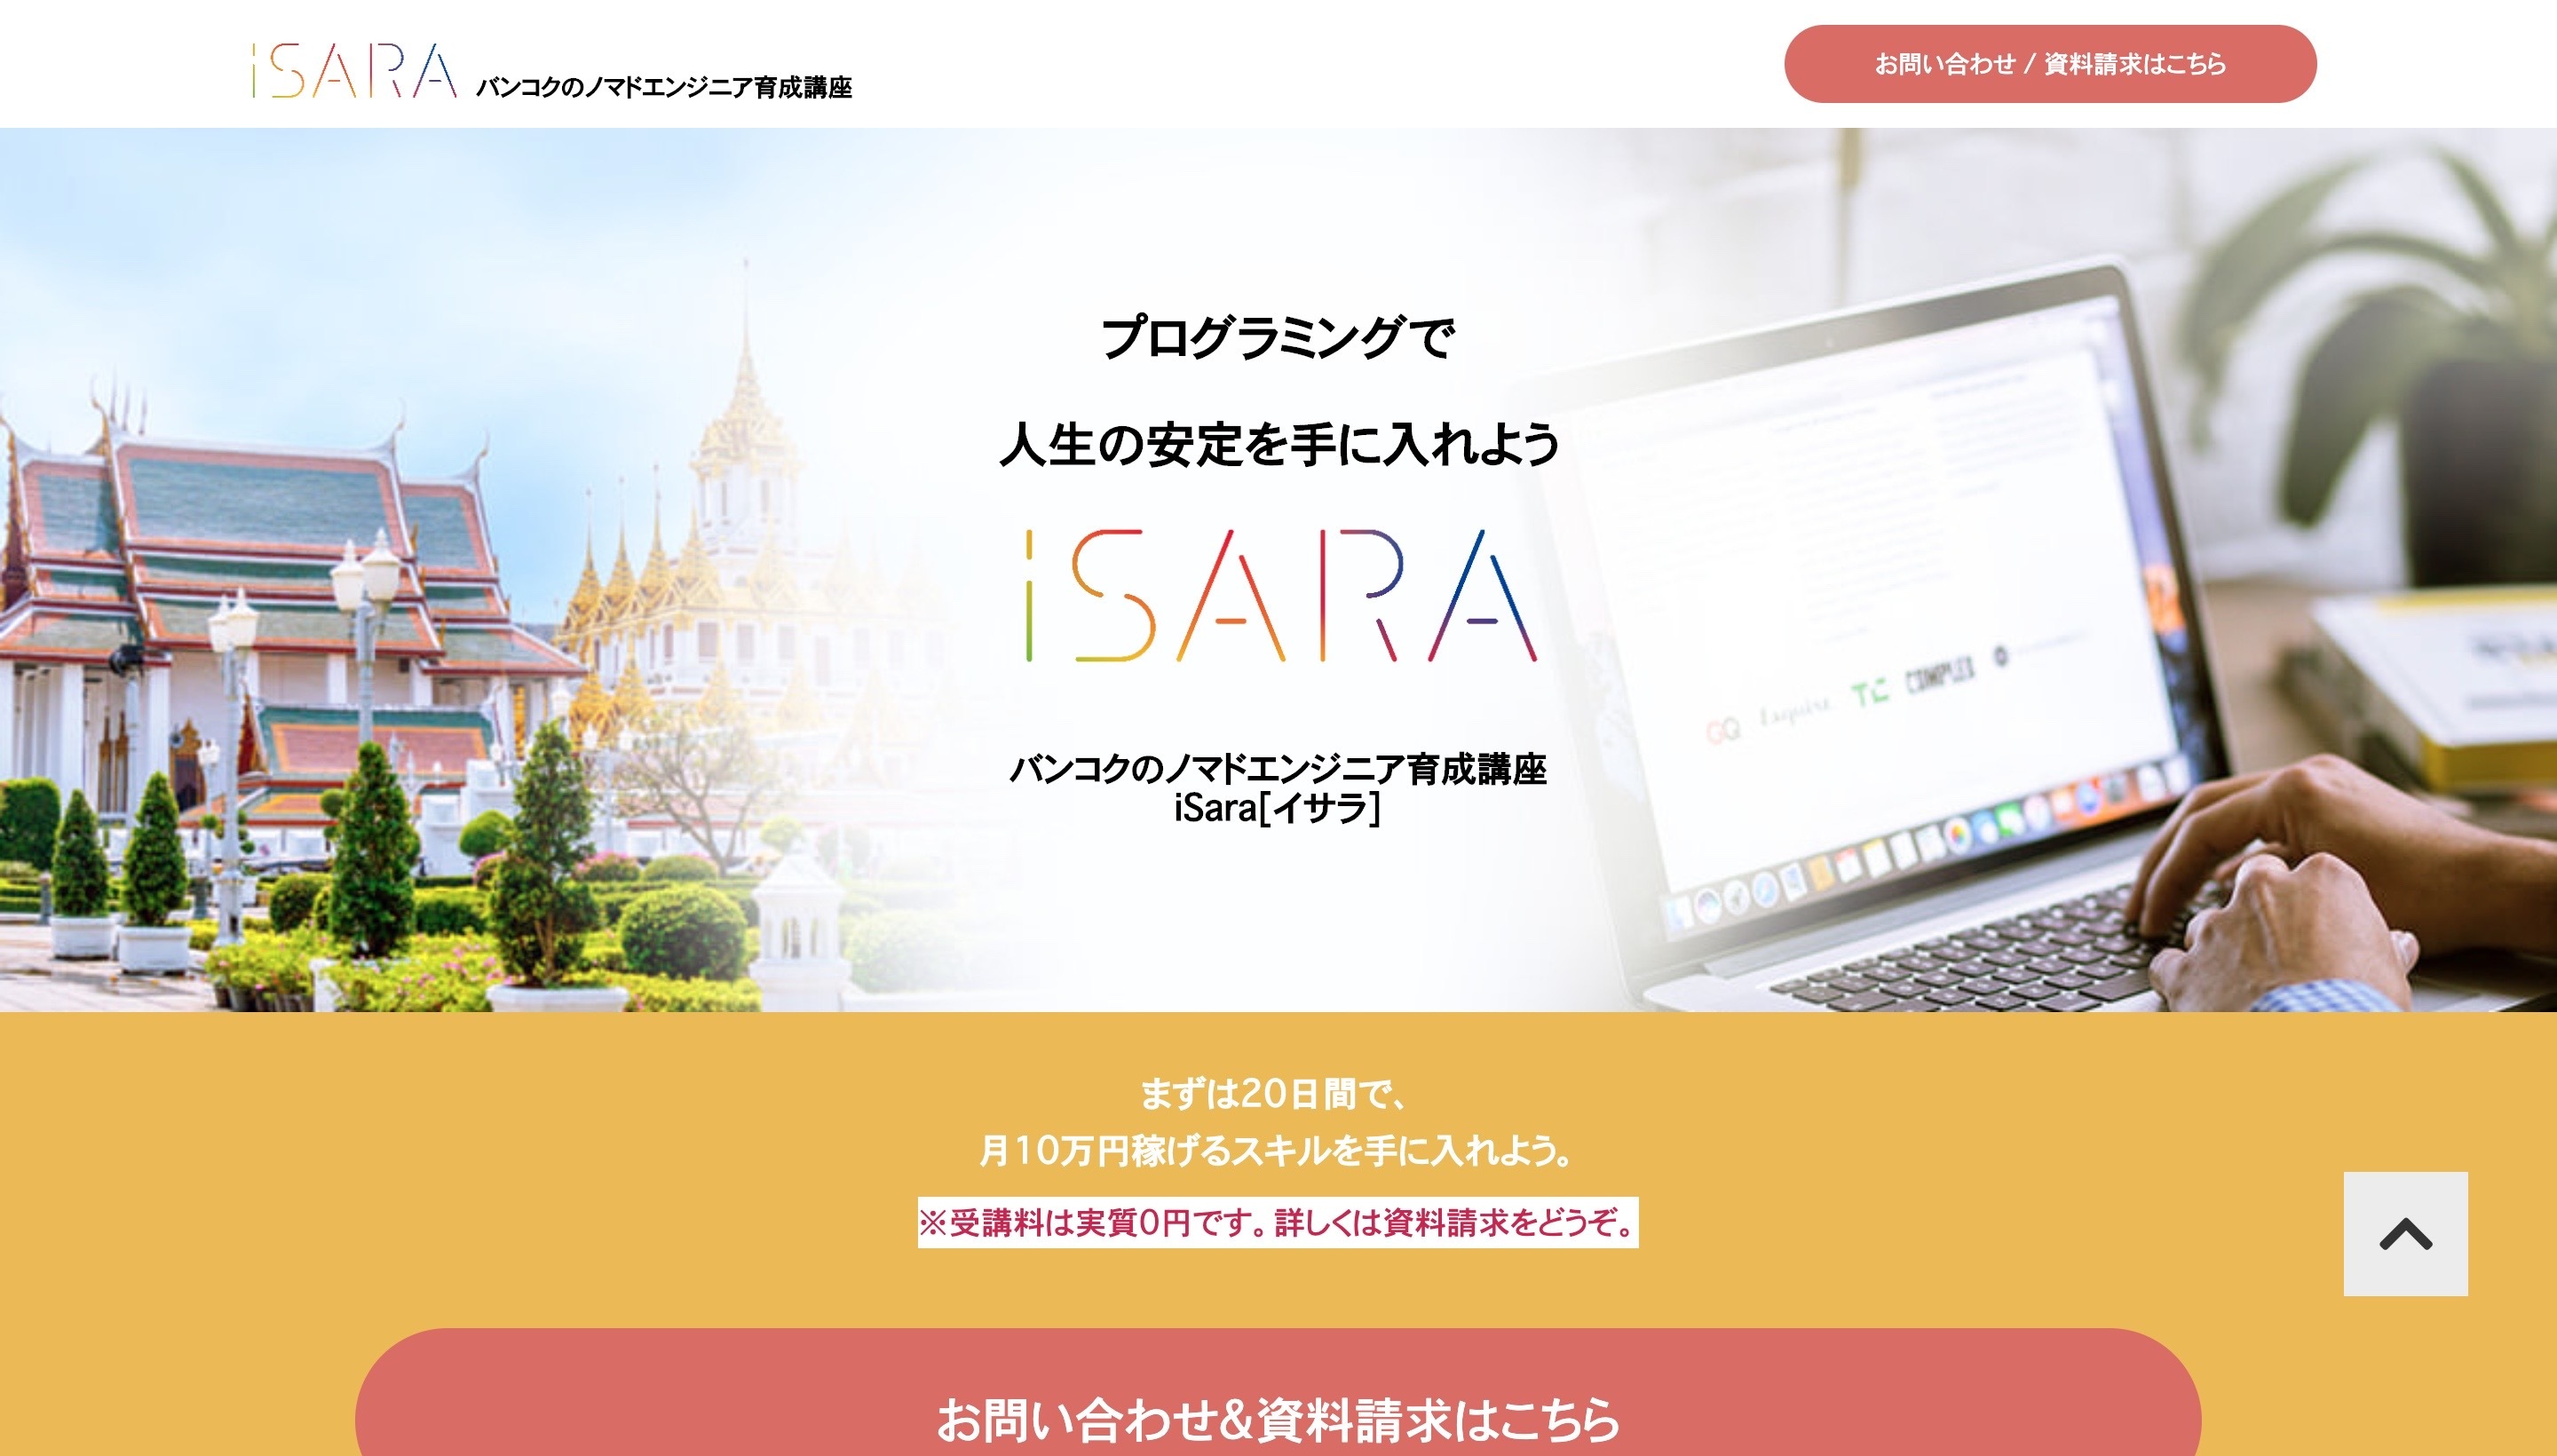 iSARA バンコクのノマドエンジニア育成講座
お問い合わせ / 資料請求はこちら
プログラミングで
人生の安定を手に入れよう
iSARA
GQ Esquire TC COMPLEX
バンコクのノマドエンジニア育成講座
iSara[イサラ]
まずは20日間で、
月10万円稼げるスキルを手に入れよう。
※受講料は実質0円です。詳しくは資料請求をどうぞ。
お問い合わせ&資料請求はこちら